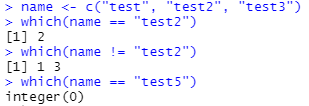 > name <- c("test", "test2", "test3")
> which(name == "test2")
[1] 2
> which(name != "test2")
[1] 1 3
> which(name == "test5")
integer(0)